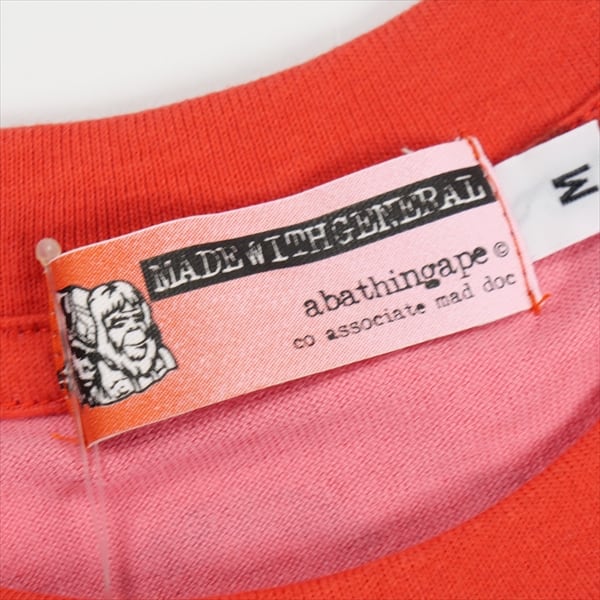 MADEWITHGENERAL
abathingape©
co associate mad doc
M